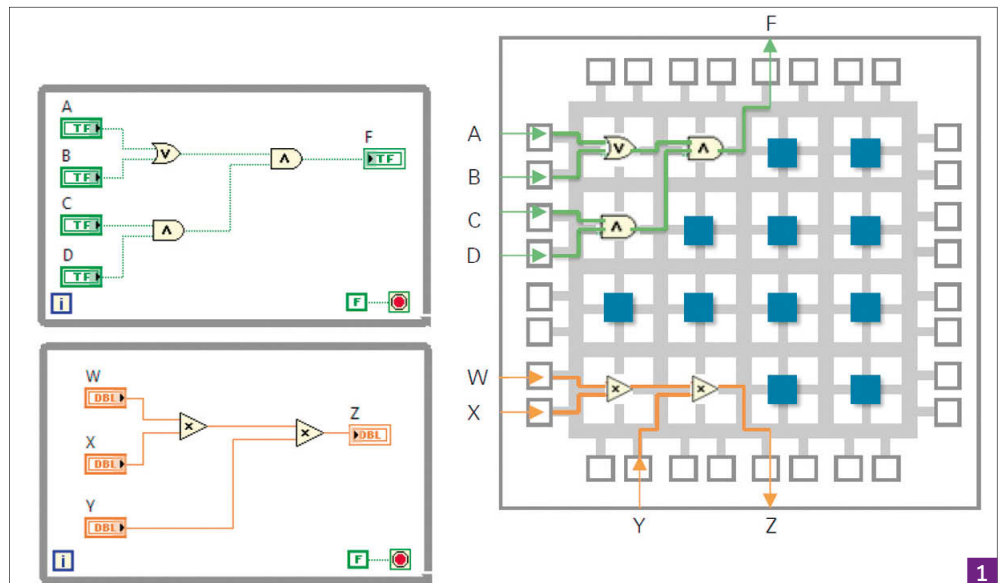 A
TF
B
TF
C
TF
D
TF
V
Λ
Λ
F
TF
i
F
W
DBL
X
DBL
Y
DBL
×
×
Z
DBL
i
F
F
A
B
C
D
V
Λ
Λ
W
X
×
×
Y
Z
1